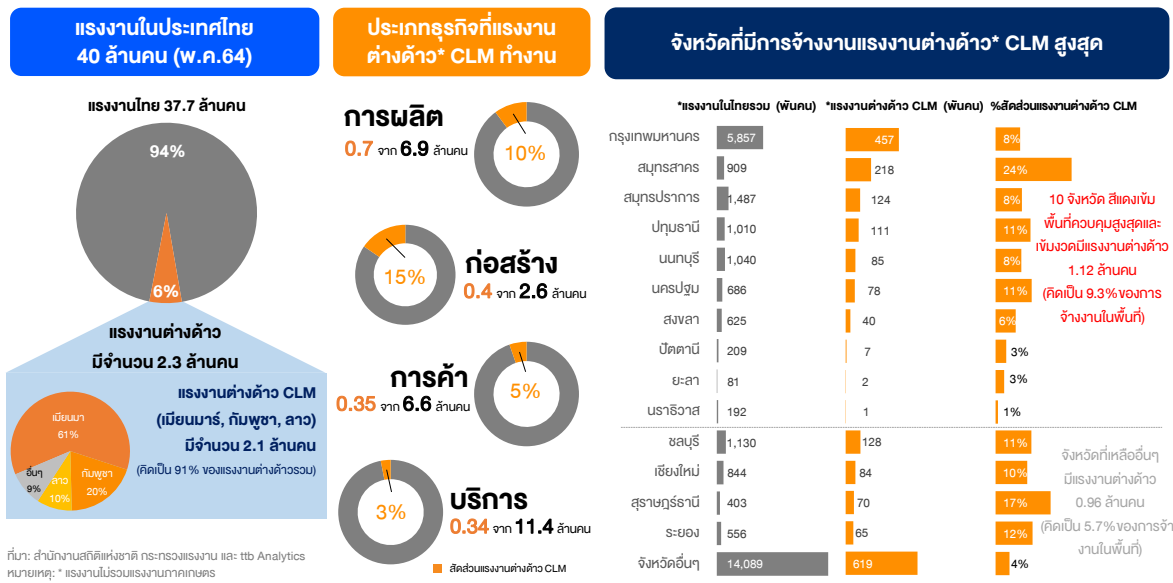 แรงงานในประเทศไทย
40 ล้านคน (พ.ค.64)
แรงงานไทย 37.7 ล้านคน
94%
6%
แรงงานต่างด้าว
มีจำนวน 2.3 ล้านคน
แรงงานต่างด้าว CLM
(เมียนมาร์, กัมพูชา, ลาว)
มีจำนวน 2.1 ล้านคน
(คิดเป็น 91% ของแรงงานต่างด้าวรวม)
เมียนมา
61%
อื่นๆ
9%
ลาว
10%
กัมพูชา
20%
ที่มา: สำนักงานสถิติแห่งชาติ กระทรวงแรงงาน และ ttb Analytics
หมายเหตุ: * แรงงานไม่รวมแรงงานภาคเกษตร
ประเภทธุรกิจที่แรงงาน
ต่างด้าว* CLM ทำงาน
การผลิต
0.7 จาก 6.9 ล้านคน
10%
ก่อสร้าง
0.4 จาก 2.6 ล้านคน
15%
การค้า
0.35 จาก 6.6 ล้านคน
5%
บริการ
0.34 จาก 11.4 ล้านคน
3%
สัดส่วนแรงงานต่างด้าว CLM
จังหวัดที่มีการจ้างงานแรงงานต่างด้าว* CLM สูงสุด
*แรงงานในไทยรวม (พันคน) *แรงงานต่างด้าว CLM (พันคน) %สัดส่วนแรงงานต่างด้าว CLM
กรุงเทพมหานคร 5,857 457 8%
สมุทรสาคร 909 218 24%
สมุทรปราการ 1,487 124 8%
ปทุมธานี 1,010 111 11%
นนทบุรี 1,040 85 8%
นครปฐม 686 78 11%
สงขลา 625 40 6%
ปัตตานี 209 7 3%
ยะลา 81 2 3%
นราธิวาส 192 1 1%
ชลบุรี 1,130 128 11%
เชียงใหม่ 844 84 10%
สุราษฎร์ธานี 403 70 17%
ระยอง 556 65 12%
จังหวัดอื่นๆ 14,089 619 4%
10 จังหวัด สีแดงเข้ม
พื้นที่ควบคุมสูงสุดและ
เข้มงวดมีแรงงานต่างด้าว
1.12 ล้านคน
(คิดเป็น 9.3%ของการ
จ้างงานในพื้นที่)
จังหวัดที่เหลืออื่นๆ
มีแรงงานต่างด้าว
0.96 ล้านคน
(คิดเป็น 5.7%ของการจ้า
งานในพื้นที่)